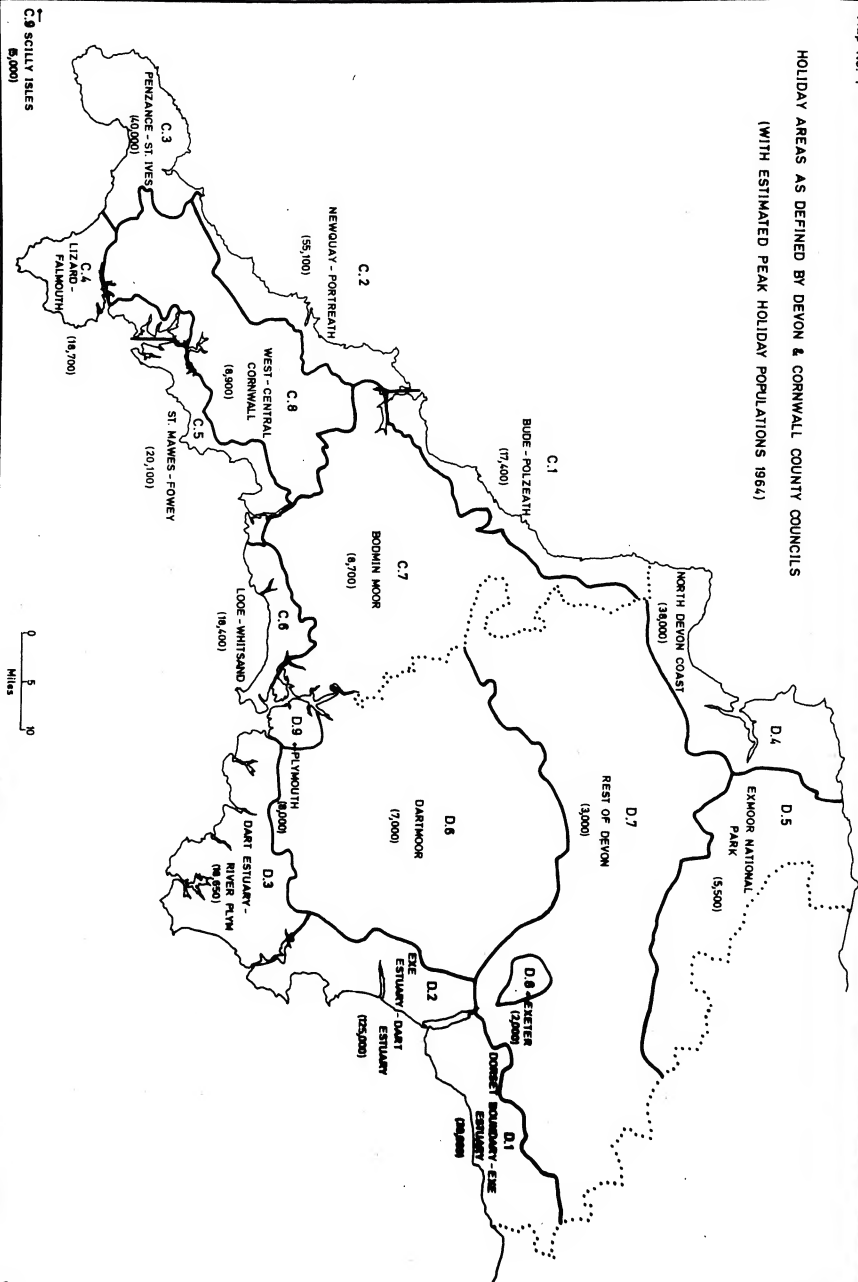 HOLIDAY AREAS AS DEFINED BY DEVON & CORNWALL COUNTY COUNCILS
(WITH ESTIMATED PEAK HOLIDAY POPULATIONS 1964)
D.4
NORTH DEVON COAST
(38,000)
D.5
EXMOOR NATIONAL
PARK
(5,500)
C.1
BUDE - POLZEATH
(17,400)
D.7
REST OF DEVON
(3,000)
C.2
NEWQUAY - PORTREATH
(55,100)
D.8 EXETER
(2,000)
D.1
DORSET BOUNDARY - EXE
ESTUARY
C.7
BODMIN MOOR
(8,700)
D.6
DARTMOOR
(7,000)
D.2
EXE
ESTUARY - DART
ESTUARY
(125,000)
C.8
WEST - CENTRAL
CORNWALL
(8,900)
D.9 PLYMOUTH
(8,000)
C.6
LOOE - WHITSAND
C.5
ST. MAWES - FOWEY
(20,100)
D.3
DART ESTUARY -
RIVER PLYM
C.3
PENZANCE - ST. IVES
(40,000)
C.4
LIZARD -
FALMOUTH
C.9 SCILLY ISLES
(5,000)
0 5 10
Miles